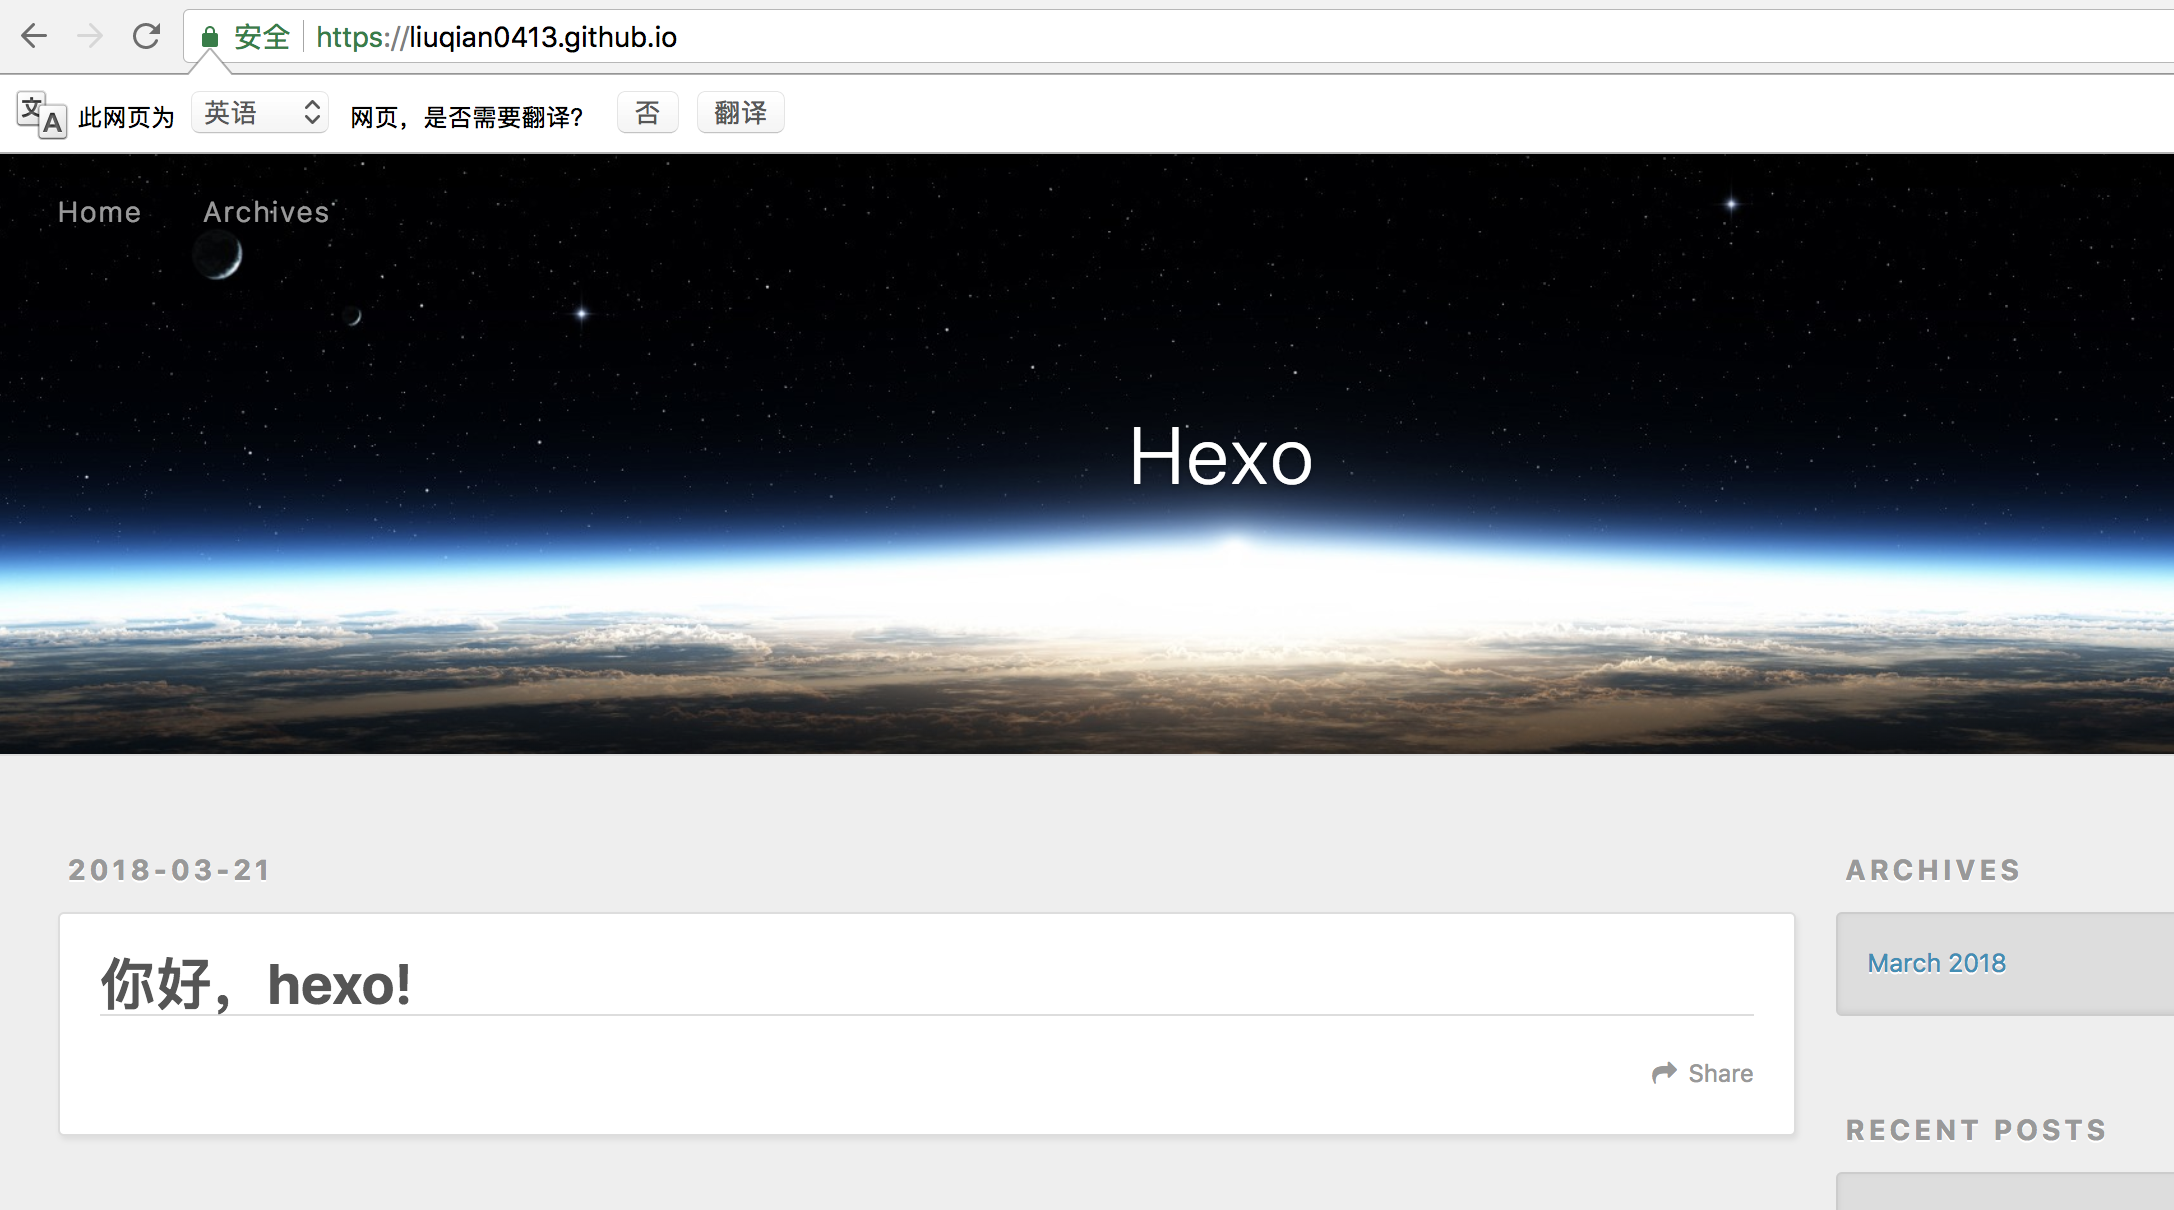 安全 https://liuqian0413.github.io
文A 此网页为 英语 网页，是否需要翻译? 否 翻译
Home Archives
Hexo
2018-03-21
你好，hexo!
Share
ARCHIVES
March 2018
RECENT POSTS